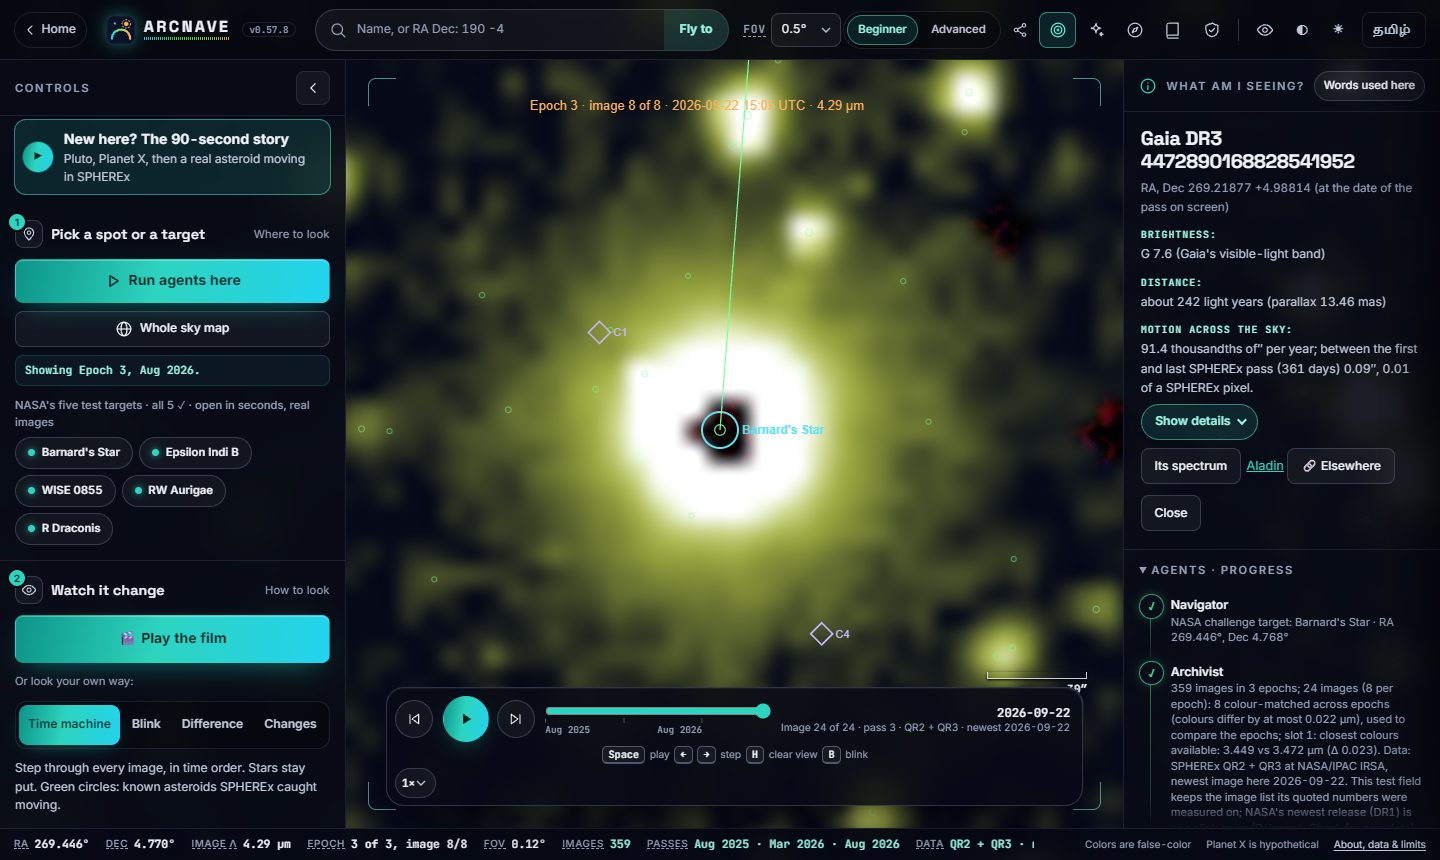 Home
ARCNAVE
v0.57.8
Name, or RA Dec: 190 -4
Fly to
FOV
0.5°
Beginner
Advanced
தமிழ்
CONTROLS
New here? The 90-second story
Pluto, Planet X, then a real asteroid moving
in SPHEREx
1
Pick a spot or a target
Where to look
Run agents here
Whole sky map
Showing Epoch 3, Aug 2026.
NASA's five test targets · all 5 ✓ · open in seconds, real
images
Barnard's Star
Epsilon Indi B
WISE 0855
RW Aurigae
R Draconis
2
Watch it change
How to look
Play the film
Or look your own way:
Time machine
Blink
Difference
Changes
Step through every image, in time order. Stars stay
put. Green circles: known asteroids SPHEREx caught
moving.
Epoch 3 · image 8 of 8 · 2026-09-22 15:0 UTC · 4.29 µm
C1
Barnard's Star
C4
2026-09-22
Aug 2025
Aug 2026
Image 24 of 24 · pass 3 · QR2 + QR3 · newest 2026-09-22
Space play ← → step H clear view B blink
1×
WHAT AM I SEEING?
Words used here
Gaia DR3
4472890168828541952
RA, Dec 269.21877 +4.98814 (at the date of the
pass on screen)
BRIGHTNESS:
G 7.6 (Gaia's visible-light band)
DISTANCE:
about 242 light years (parallax 13.46 mas)
MOTION ACROSS THE SKY:
91.4 thousandths of″ per year; between the first
and last SPHEREx pass (361 days) 0.09″, 0.01
of a SPHEREx pixel.
Show details
Its spectrum
Aladin
Elsewhere
Close
AGENTS · PROGRESS
Navigator
NASA challenge target: Barnard's Star · RA
269.446°, Dec 4.768°
Archivist
359 images in 3 epochs; 24 images (8 per
epoch): 8 colour-matched across epochs
(colours differ by at most 0.022 µm), used to
compare the epochs; slot 1: closest colours
available: 3.449 vs 3.472 µm (Δ 0.023). Data:
SPHEREx QR2 + QR3 at NASA/IPAC IRSA,
newest image here 2026-09-22. This test field
keeps the image list its quoted numbers were
measured on; NASA's newest release (DR1) is
RA 269.446° DEC 4.770° IMAGE Λ 4.29 µm EPOCH 3 of 3, image 8/8 FOV 0.12° IMAGES 359 PASSES Aug 2025 · Mar 2026 · Aug 2026 DATA QR2 + QR3 ·
Colors are false-color
Planet X is hypothetical
About, data & limits